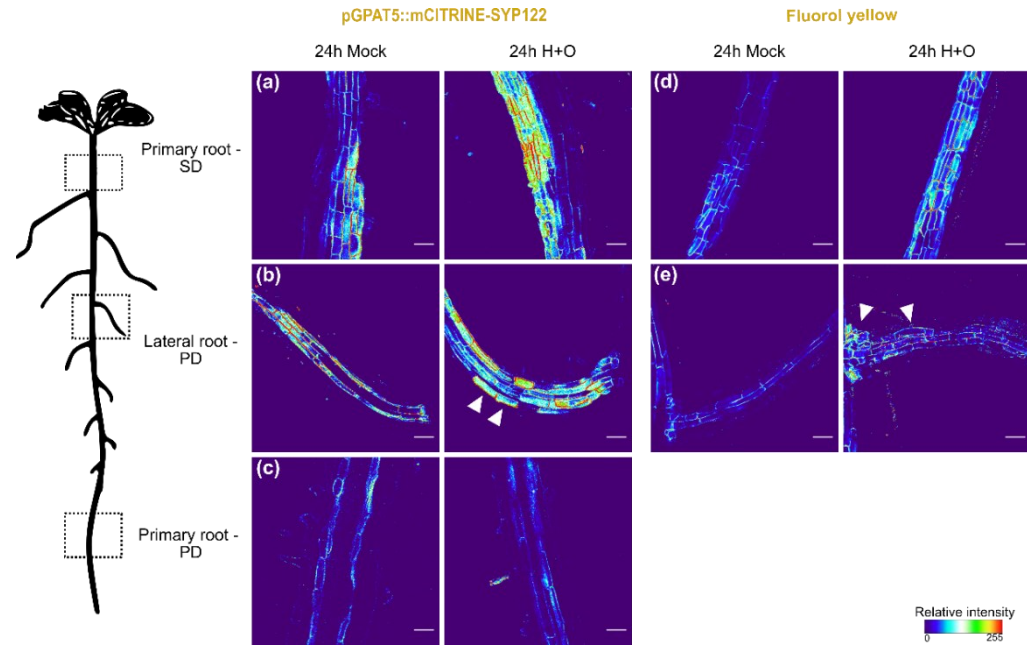 pGPAT5::mCITRINE-SYP122
Fluorol yellow
24h Mock
24h H+O
24h Mock
24h H+O
(a)
(d)
Primary root -
SD
(b)
(e)
Lateral root -
PD
(c)
Primary root -
PD
Relative intensity
0
255